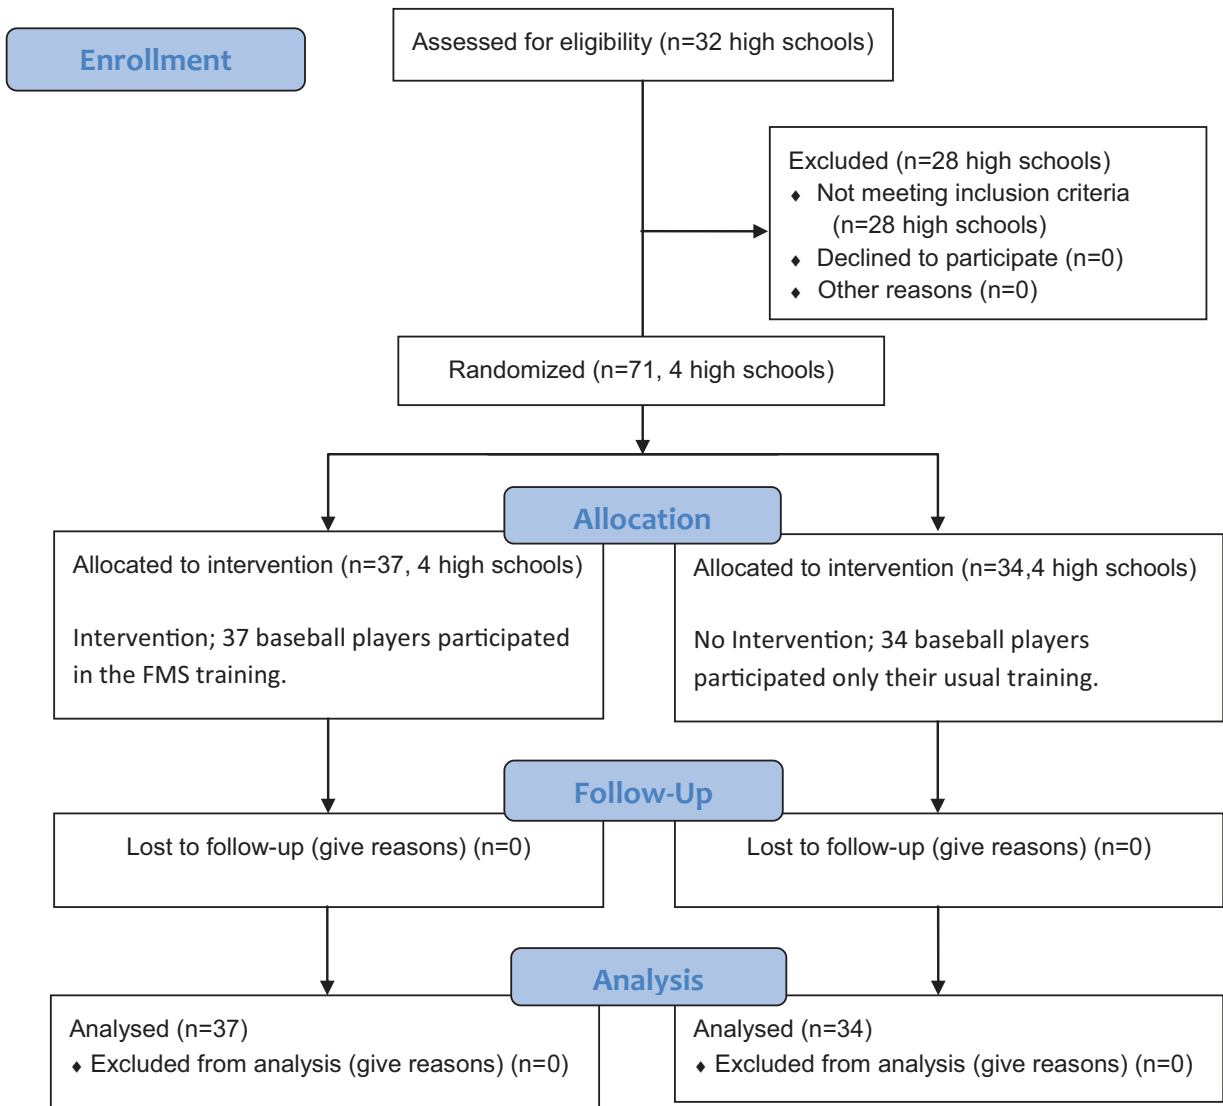 Enrollment
Assessed for eligibility (n=32 high schools)
Excluded (n=28 high schools)
♦ Not meeting inclusion criteria
(n=28 high schools)
♦ Declined to participate (n=0)
♦ Other reasons (n=0)
Randomized (n=71, 4 high schools)
Allocation
Allocated to intervention (n=37, 4 high schools)
Intervention; 37 baseball players participated
in the FMS training.
Allocated to intervention (n=34,4 high schools)
No Intervention; 34 baseball players
participated only their usual training.
Follow-Up
Lost to follow-up (give reasons) (n=0)
Lost to follow-up (give reasons) (n=0)
Analysis
Analysed (n=37)
♦ Excluded from analysis (give reasons) (n=0)
Analysed (n=34)
♦ Excluded from analysis (give reasons) (n=0)